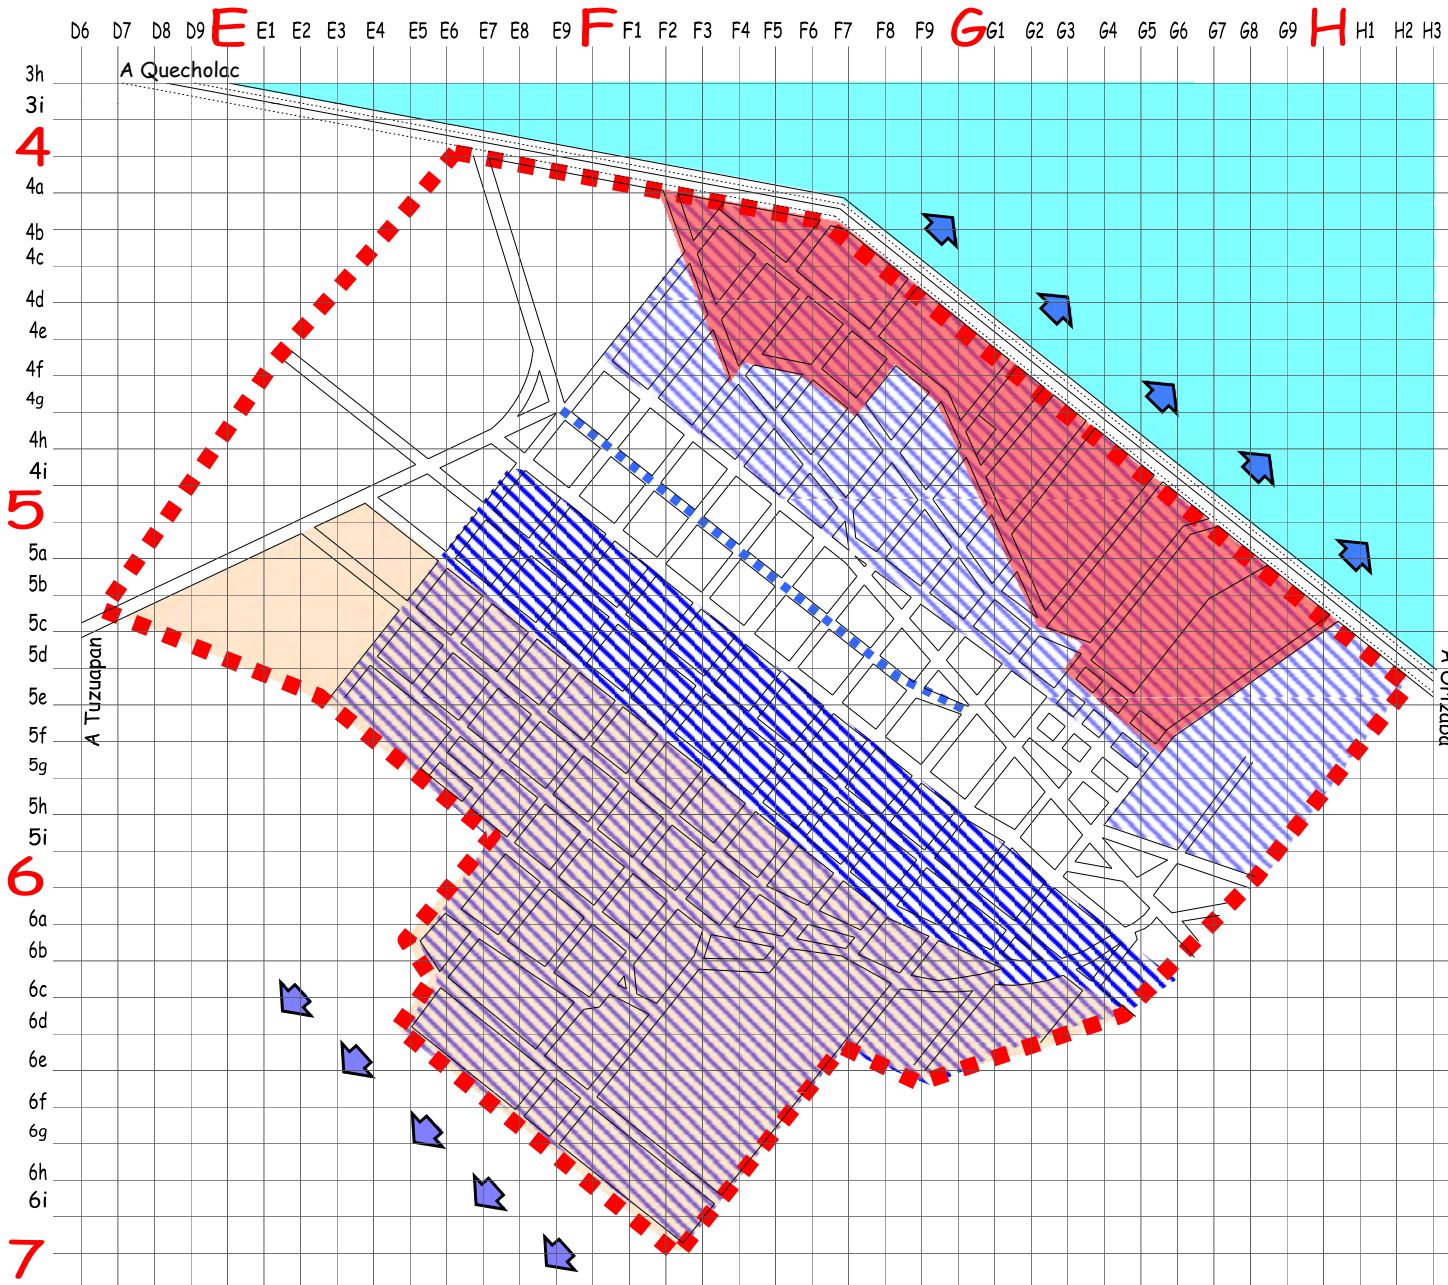 D6 D7 D8 D9 E E1 E2 E3 E4 E5 E6 E7 E8 E9 F F1 F2 F3 F4 F5 F6 F7 F8 F9 G G1 G2 G3 G4 G5 G6 G7 G8 G9 H H1 H2 H3
A Quecholac
3h
3i
4
4a
4b
4c
4d
4e
4f
4g
4h
4i
5
5a
5b
5c
5d
5e
5f
5g
5h
5i
6
6a
6b
6c
6d
6e
6f
6g
6h
6i
7
A Tuzuapan
A Orizaba